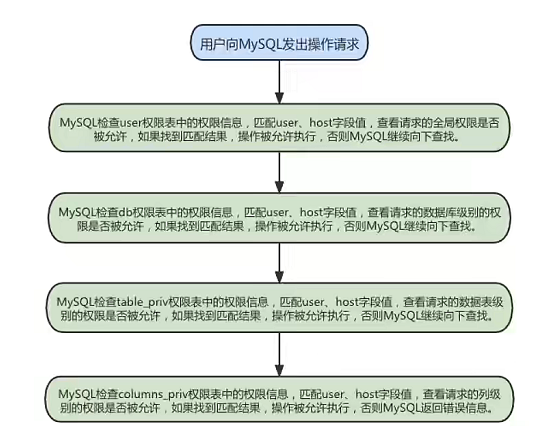 用户向MySQL发出操作请求
MySQL检查user权限表中的权限信息，匹配user、host字段值，查看请求的全局权限是否
被允许，如果找到匹配结果，操作被允许执行，否则MySQL继续向下查找。
MySQL检查db权限表中的权限信息，匹配user、host字段值，查看请求的数据库级别的权
限是否被允许，如果找到匹配结果，操作被允许执行，否则MySQL继续向下查找。
MySQL检查table_priv权限表中的权限信息，匹配user、host字段值，查看请求的数据表级
别的权限是否被允许，如果找到匹配结果，操作被允许执行，否则MySQL继续向下查找。
MySQL检查columns_priv权限表中的权限信息，匹配user、host字段值，查看请求的列级
别的权限是否被允许，如果找到匹配结果，操作被允许执行，否则MySQL返回错误信息。